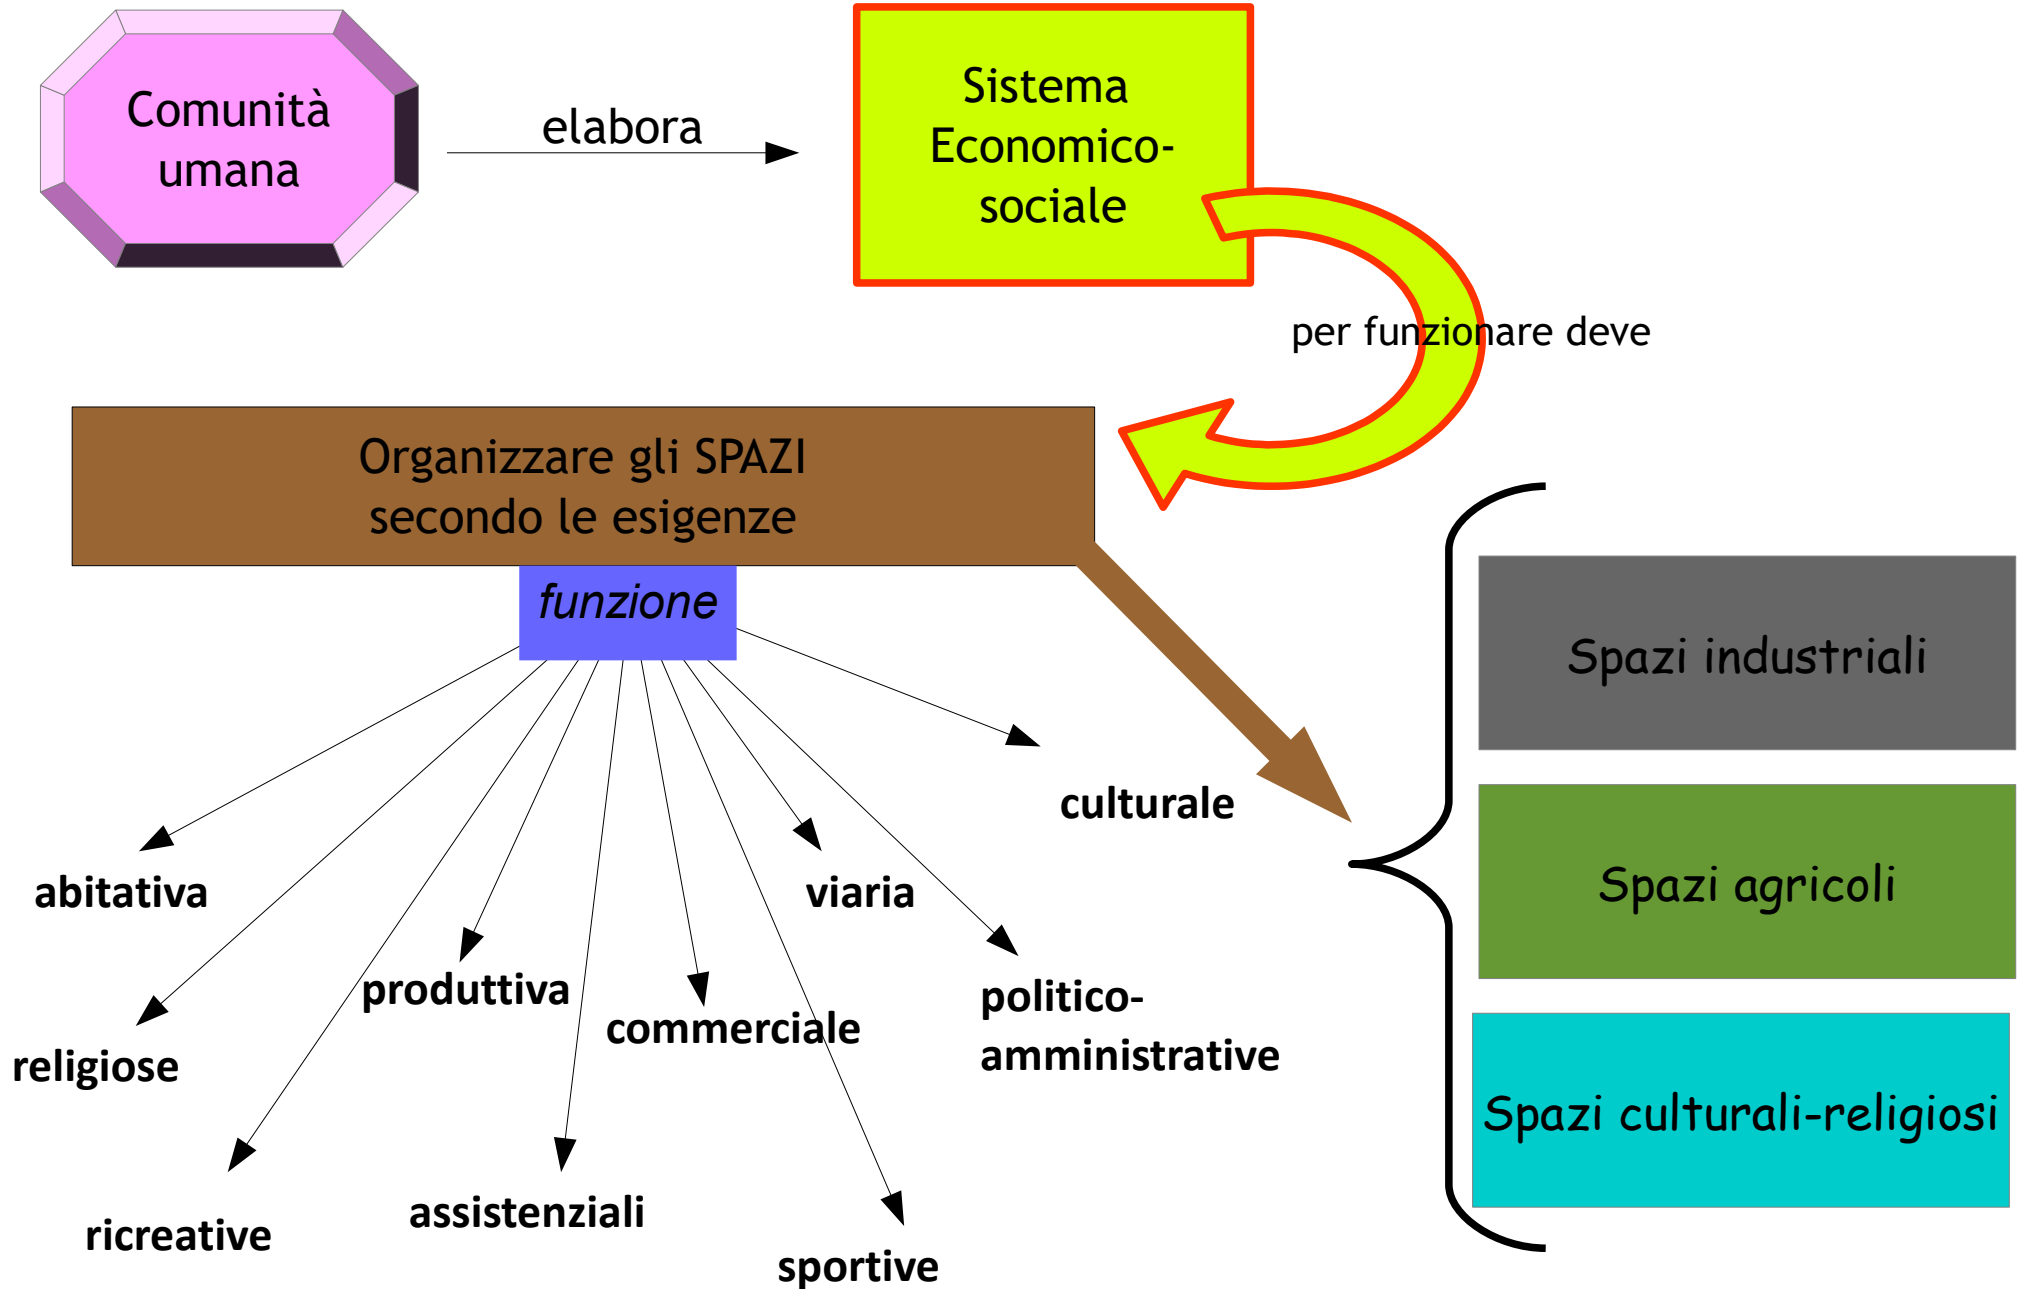 Comunità
umana
elabora
Sistema
Economico-
sociale
per funzionare deve
Organizzare gli SPAZI
secondo le esigenze
funzione
abitativa
religiose
ricreative
produttiva
assistenziali
commerciale
sportive
viaria
politico-
amministrative
culturale
Spazi industriali
Spazi agricoli
Spazi culturali-religiosi